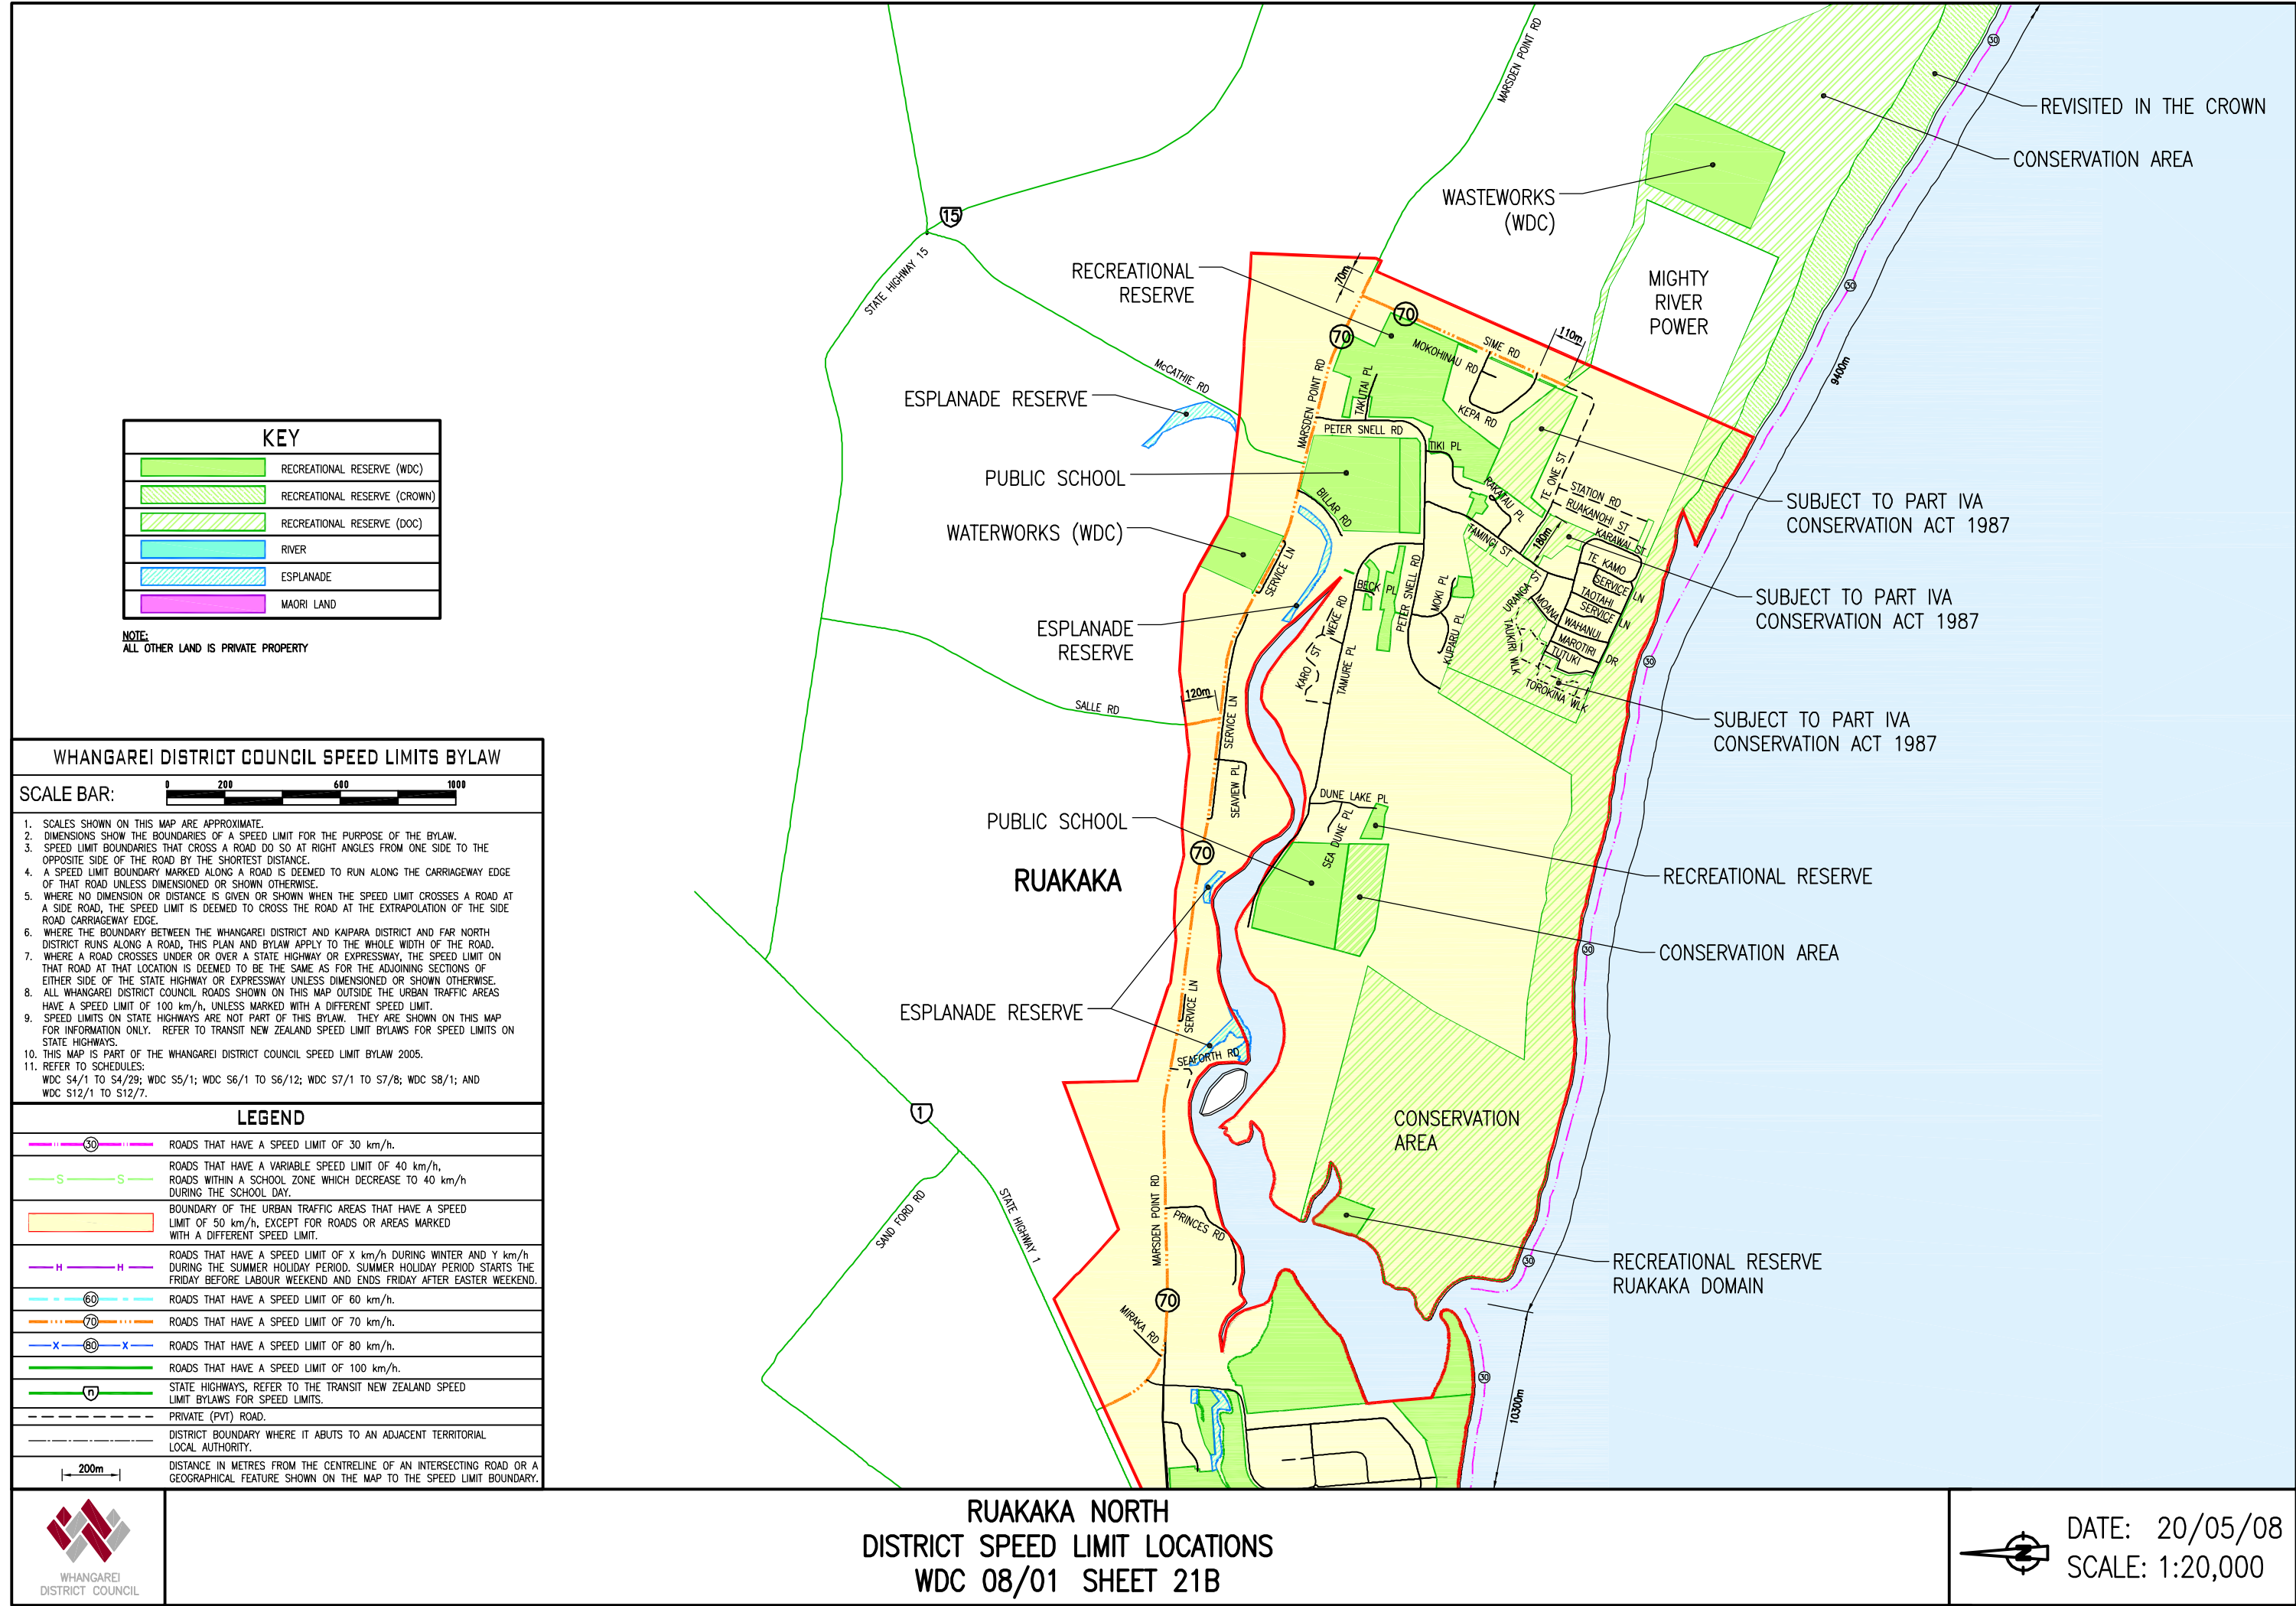 MARSDEN POINT RD
30
REVISITED IN THE CROWN
CONSERVATION AREA
WASTEWORKS
(WDC)
15
STATE HIGHWAY 15
RECREATIONAL
RESERVE
70m
MIGHTY
RIVER
POWER
30
70
70
SIME RD
110m
MOKOHINAU RD
9400m
McCATHIE RD
MARSDEN POINT RD
TAKUTAI PL
ESPLANADE RESERVE
KEPA RD
PETER SNELL RD
TIKI PL
PUBLIC SCHOOL
TE ONE ST
STATION RD
RUAKANOHI ST
RAKATAU PL
SUBJECT TO PART IVA
CONSERVATION ACT 1987
BILLAR RD
WATERWORKS (WDC)
TAMINGI ST
180m
KARAWAI ST
TE KAMO
SERVICE LN
BECK PL
PETER SNELL RD
MOKI PL
URANGA ST
SERVICE LN
TAOTAHI
SERVICE LN
SUBJECT TO PART IVA
CONSERVATION ACT 1987
ESPLANADE
RESERVE
WEKE RD
MOANA
WAHANUI
MAROTIRI
TUTUKI
DR
KARO ST
TAMURE PL
KUPARU PL
TAUKIRI WLK
TOROKINA WLK
30
120m
SALLE RD
SERVICE LN
SUBJECT TO PART IVA
CONSERVATION ACT 1987
SEAVIEW PL
DUNE LAKE PL
SEA DUNE PL
PUBLIC SCHOOL
70
RUAKAKA
RECREATIONAL RESERVE
CONSERVATION AREA
30
ESPLANADE RESERVE
SERVICE LN
SEAFORTH RD
1
CONSERVATION
AREA
SAND FORD RD
STATE HIGHWAY 1
MARSDEN POINT RD
PRINCES RD
RECREATIONAL RESERVE
RUAKAKA DOMAIN
30
70
MIRAKA RD
30
10300m
KEY
RECREATIONAL RESERVE (WDC)
RECREATIONAL RESERVE (CROWN)
RECREATIONAL RESERVE (DOC)
RIVER
ESPLANADE
MAORI LAND
NOTE:
ALL OTHER LAND IS PRIVATE PROPERTY
WHANGAREI DISTRICT COUNCIL SPEED LIMITS BYLAW
SCALE BAR:
0 200 600 1000
1. SCALES SHOWN ON THIS MAP ARE APPROXIMATE.
2. DIMENSIONS SHOW THE BOUNDARIES OF A SPEED LIMIT FOR THE PURPOSE OF THE BYLAW.
3. SPEED LIMIT BOUNDARIES THAT CROSS A ROAD DO SO AT RIGHT ANGLES FROM ONE SIDE TO THE
OPPOSITE SIDE OF THE ROAD BY THE SHORTEST DISTANCE.
4. A SPEED LIMIT BOUNDARY MARKED ALONG A ROAD IS DEEMED TO RUN ALONG THE CARRIAGEWAY EDGE
OF THAT ROAD UNLESS DIMENSIONED OR SHOWN OTHERWISE.
5. WHERE NO DIMENSION OR DISTANCE IS GIVEN OR SHOWN WHEN THE SPEED LIMIT CROSSES A ROAD AT
A SIDE ROAD, THE SPEED LIMIT IS DEEMED TO CROSS THE ROAD AT THE EXTRAPOLATION OF THE SIDE
ROAD CARRIAGEWAY EDGE.
6. WHERE THE BOUNDARY BETWEEN THE WHANGAREI DISTRICT AND KAIPARA DISTRICT AND FAR NORTH
DISTRICT RUNS ALONG A ROAD, THIS PLAN AND BYLAW APPLY TO THE WHOLE WIDTH OF THE ROAD.
7. WHERE A ROAD CROSSES UNDER OR OVER A STATE HIGHWAY OR EXPRESSWAY, THE SPEED LIMIT ON
THAT ROAD AT THAT LOCATION IS DEEMED TO BE THE SAME AS FOR THE ADJOINING SECTIONS OF
EITHER SIDE OF THE STATE HIGHWAY OR EXPRESSWAY UNLESS DIMENSIONED OR SHOWN OTHERWISE.
8. ALL WHANGAREI DISTRICT COUNCIL ROADS SHOWN ON THIS MAP OUTSIDE THE URBAN TRAFFIC AREAS
HAVE A SPEED LIMIT OF 100 km/h, UNLESS MARKED WITH A DIFFERENT SPEED LIMIT.
9. SPEED LIMITS ON STATE HIGHWAYS ARE NOT PART OF THIS BYLAW. THEY ARE SHOWN ON THIS MAP
FOR INFORMATION ONLY. REFER TO TRANSIT NEW ZEALAND SPEED LIMIT BYLAWS FOR SPEED LIMITS ON
STATE HIGHWAYS.
10. THIS MAP IS PART OF THE WHANGAREI DISTRICT COUNCIL SPEED LIMIT BYLAW 2005.
11. REFER TO SCHEDULES:
WDC S4/1 TO S4/29; WDC S5/1; WDC S6/1 TO S6/12; WDC S7/1 TO S7/8; WDC S8/1; AND
WDC S12/1 TO S12/7.
LEGEND
30 ROADS THAT HAVE A SPEED LIMIT OF 30 km/h.
ROADS THAT HAVE A VARIABLE SPEED LIMIT OF 40 km/h,
S S ROADS WITHIN A SCHOOL ZONE WHICH DECREASE TO 40 km/h
DURING THE SCHOOL DAY.
BOUNDARY OF THE URBAN TRAFFIC AREAS THAT HAVE A SPEED
LIMIT OF 50 km/h, EXCEPT FOR ROADS OR AREAS MARKED
WITH A DIFFERENT SPEED LIMIT.
ROADS THAT HAVE A SPEED LIMIT OF X km/h DURING WINTER AND Y km/h
H H DURING THE SUMMER HOLIDAY PERIOD. SUMMER HOLIDAY PERIOD STARTS THE
FRIDAY BEFORE LABOUR WEEKEND AND ENDS FRIDAY AFTER EASTER WEEKEND.
60 ROADS THAT HAVE A SPEED LIMIT OF 60 km/h.
70 ROADS THAT HAVE A SPEED LIMIT OF 70 km/h.
X 80 X ROADS THAT HAVE A SPEED LIMIT OF 80 km/h.
ROADS THAT HAVE A SPEED LIMIT OF 100 km/h.
n STATE HIGHWAYS, REFER TO THE TRANSIT NEW ZEALAND SPEED
LIMIT BYLAWS FOR SPEED LIMITS.
PRIVATE (PVT) ROAD.
DISTRICT BOUNDARY WHERE IT ABUTS TO AN ADJACENT TERRITORIAL
LOCAL AUTHORITY.
200m DISTANCE IN METRES FROM THE CENTRELINE OF AN INTERSECTING ROAD OR A
GEOGRAPHICAL FEATURE SHOWN ON THE MAP TO THE SPEED LIMIT BOUNDARY.
WHANGAREI
DISTRICT COUNCIL
RUAKAKA NORTH
DISTRICT SPEED LIMIT LOCATIONS
WDC 08/01 SHEET 21B
N
DATE: 20/05/08
SCALE: 1:20,000